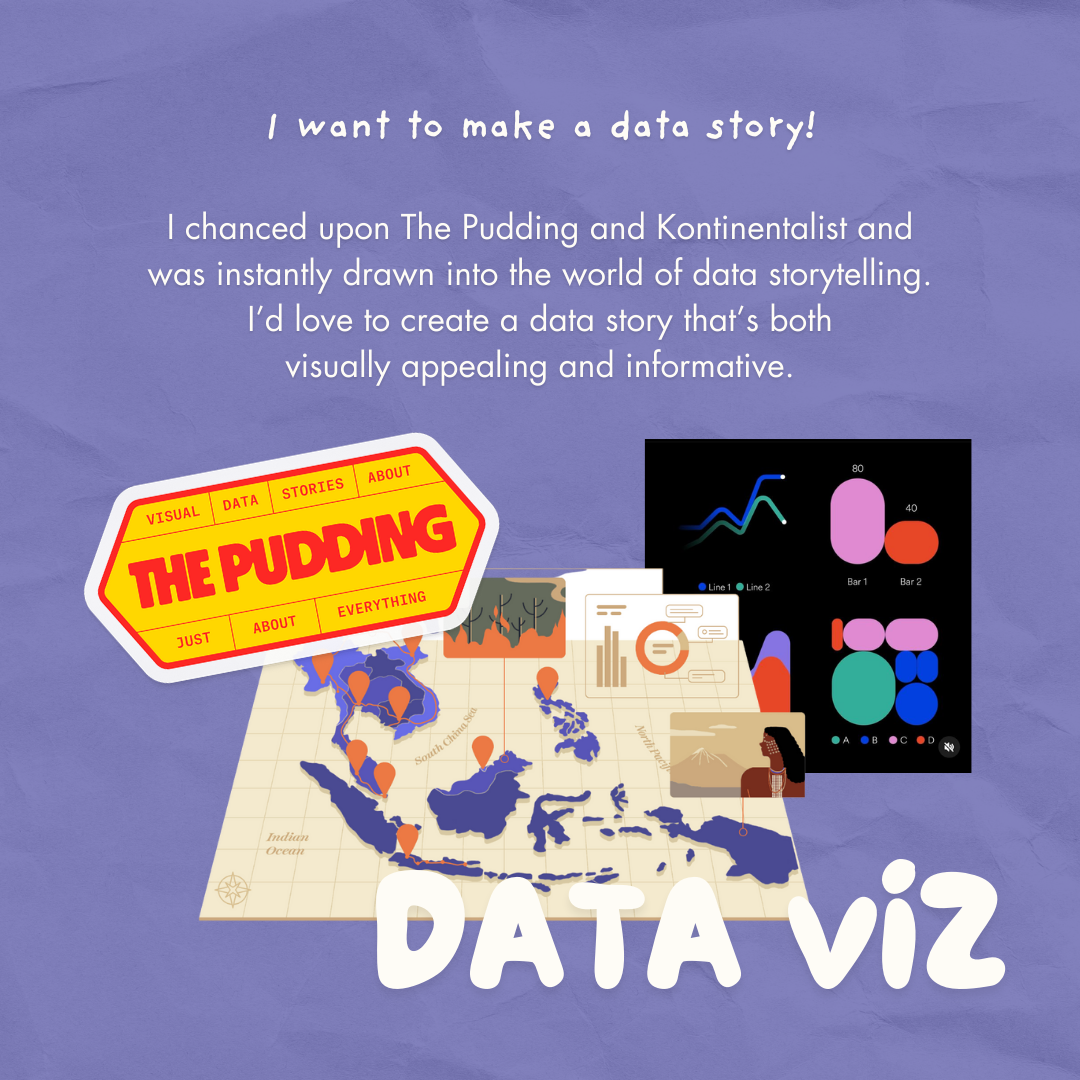 I want to make a data story!
I chanced upon The Pudding and Kontinentalist and
was instantly drawn into the world of data storytelling.
I’d love to create a data story that’s both
visually appealing and informative.
VISUAL DATA STORIES ABOUT
THE PUDDING
JUST ABOUT EVERYTHING
80
40
Bar 1 Bar 2
Line 1 Line 2
A B C D
South China Sea
Indian
Ocean
DATA ViZ